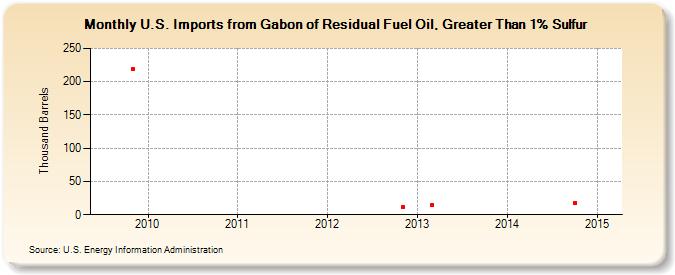 Monthly U.S. Imports from Gabon of Residual Fuel Oil, Greater Than 1% Sulfur
Thousand Barrels
250
200
150
100
50
0
2010 2011 2012 2013 2014 2015
Source: U.S. Energy Information Administration